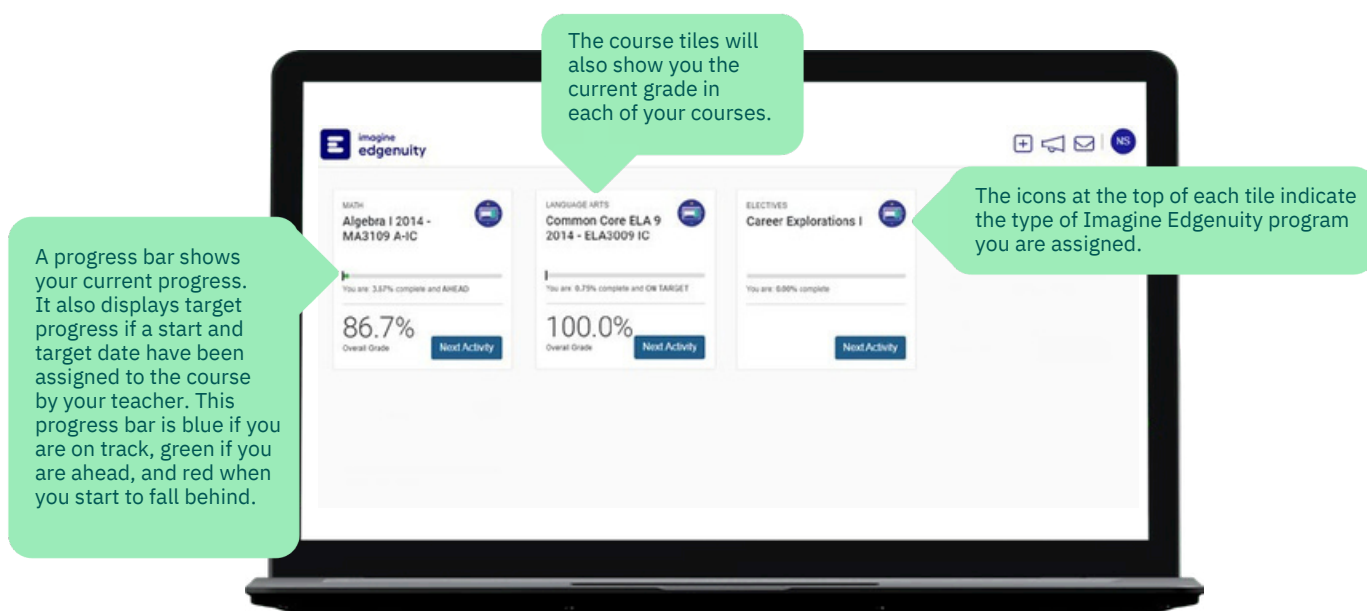 The course tiles will
also show you the
current grade in
each of your courses.
imagine
edgenuity
NS
The icons at the top of each tile indicate
the type of Imagine Edgenuity program
you are assigned.
A progress bar shows
your current progress.
It also displays target
progress if a start and
target date have been
assigned to the course
by your teacher. This
progress bar is blue if you
are on track, green if you
are ahead, and red when
you start to fall behind.
MATH
Algebra I 2014 -
MA3109 A-IC
You are: 3.57% complete and AHEAD
86.7%
Overall Grade
Next Activity
LANGUAGE ARTS
Common Core ELA 9
2014 - ELA3009 IC
You are: 0.75% complete and ON TARGET
100.0%
Overall Grade
Next Activity
ELECTIVES
Career Explorations I
You are: 0.00% complete
Next Activity